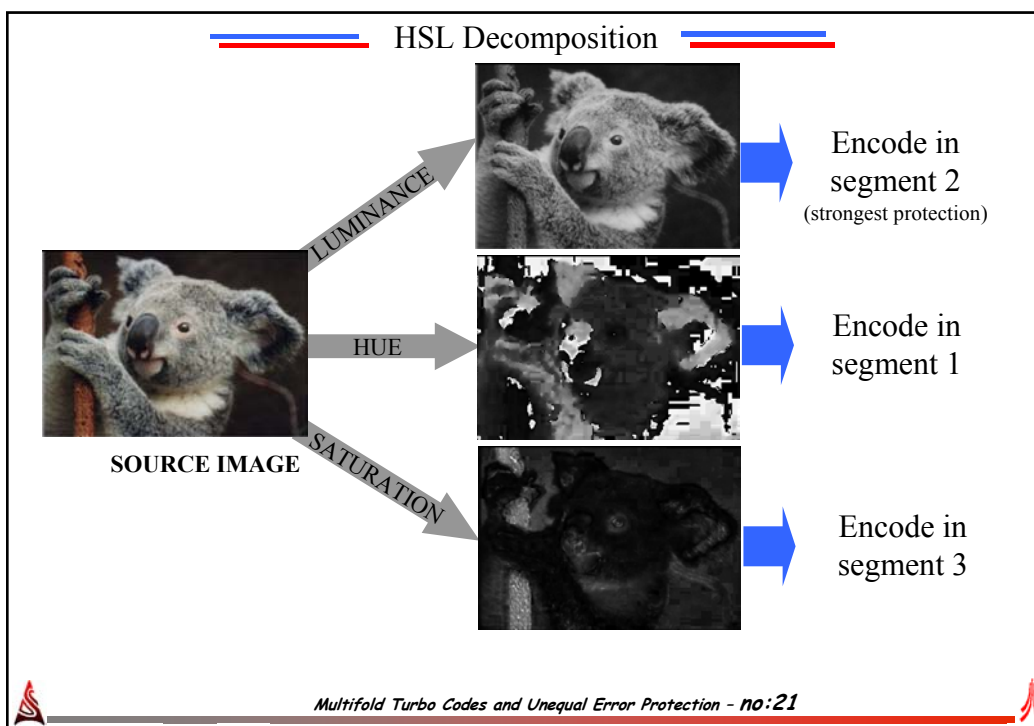 HSL Decomposition
LUMINANCE
Encode in
segment 2
(strongest protection)
HUE
Encode in
segment 1
SOURCE IMAGE
SATURATION
Encode in
segment 3
Multifold Turbo Codes and Unequal Error Protection - no:21